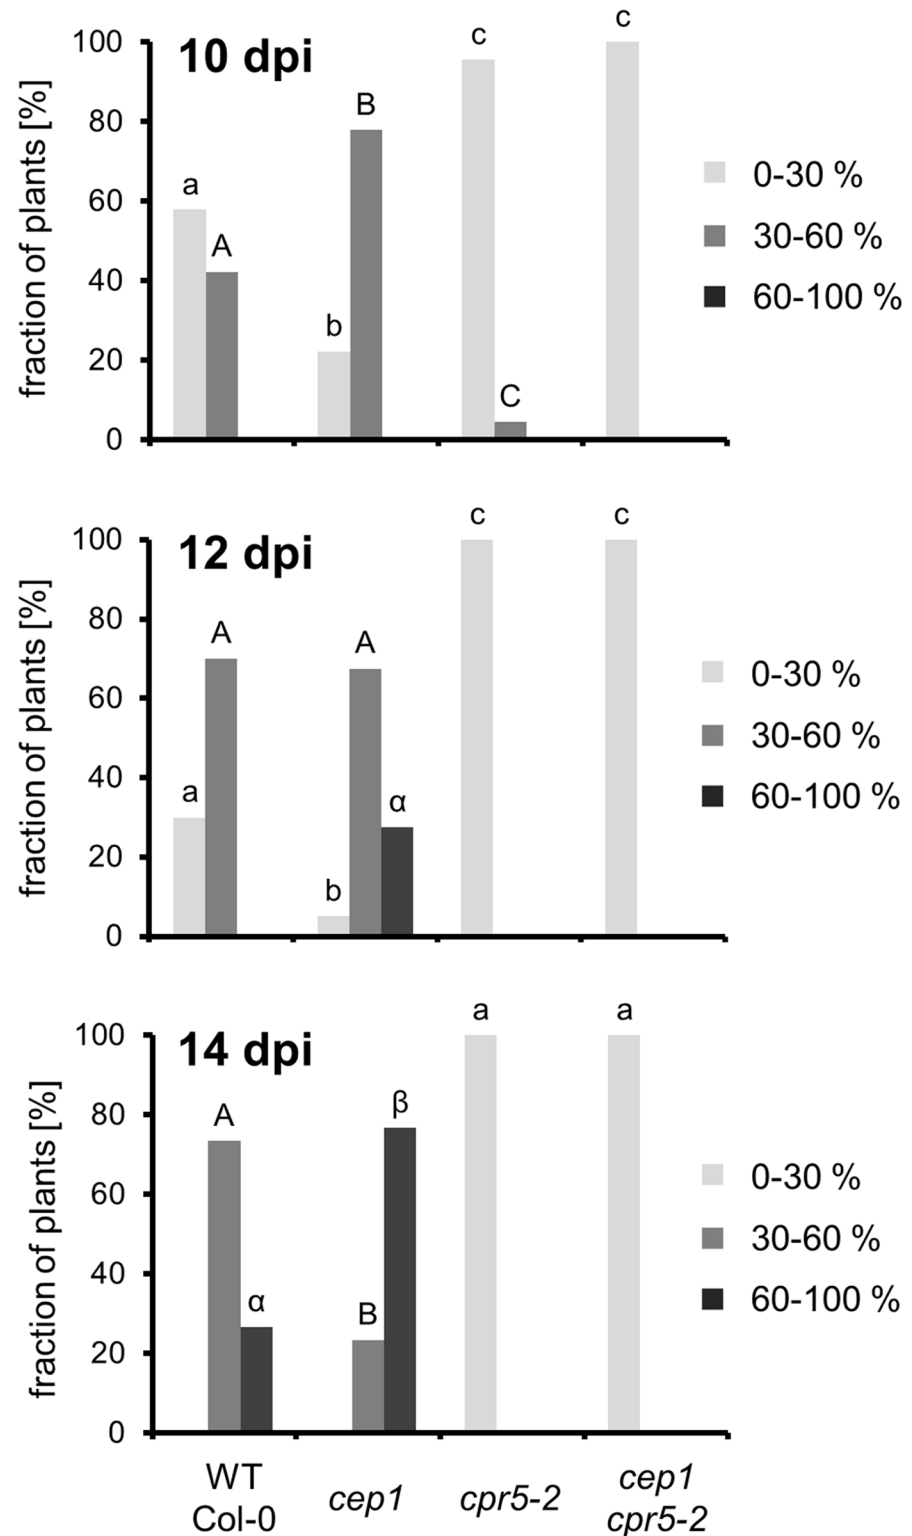 10 dpi
fraction of plants [%]
100
80
60
40
20
0
a
A
b
B
c
C
c
0-30 %
30-60 %
60-100 %
12 dpi
fraction of plants [%]
100
80
60
40
20
0
a
A
b
A
α
c
c
0-30 %
30-60 %
60-100 %
14 dpi
fraction of plants [%]
100
80
60
40
20
0
A
α
B
β
a
a
0-30 %
30-60 %
60-100 %
WT
Col-0
cep1
cpr5-2
cep1
cpr5-2